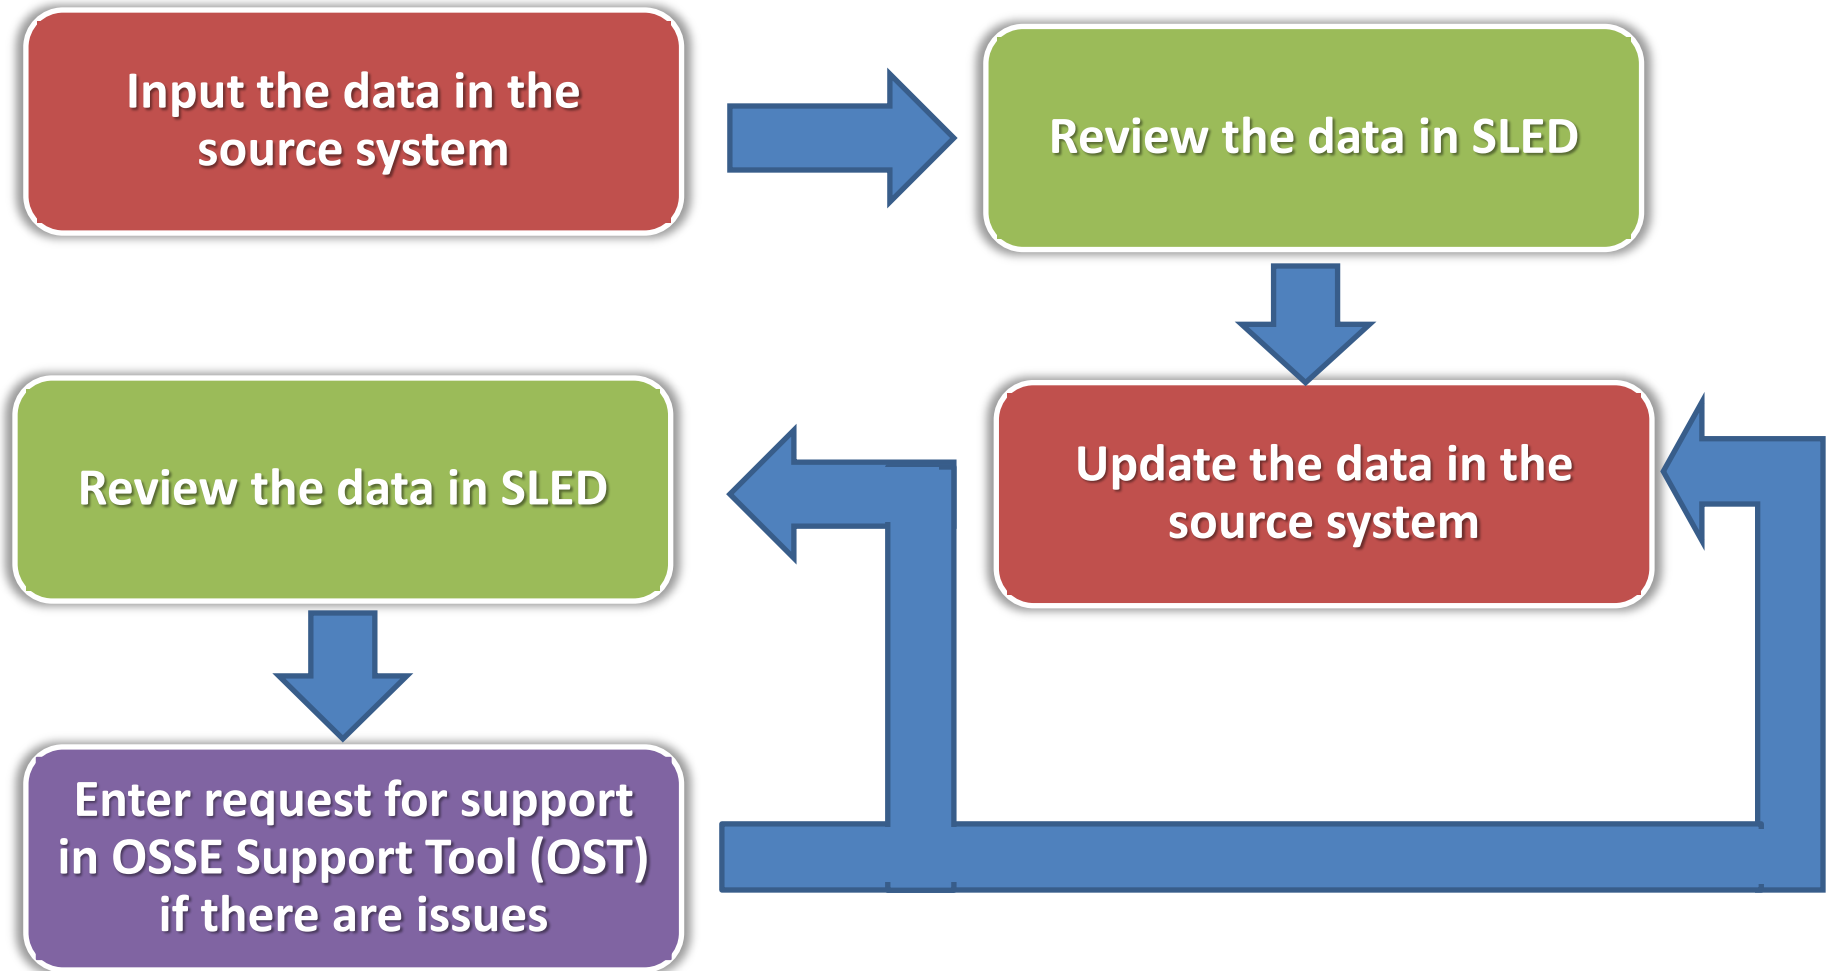 Input the data in the
source system
Review the data in SLED
Review the data in SLED
Update the data in the
source system
Enter request for support
in OSSE Support Tool (OST)
if there are issues